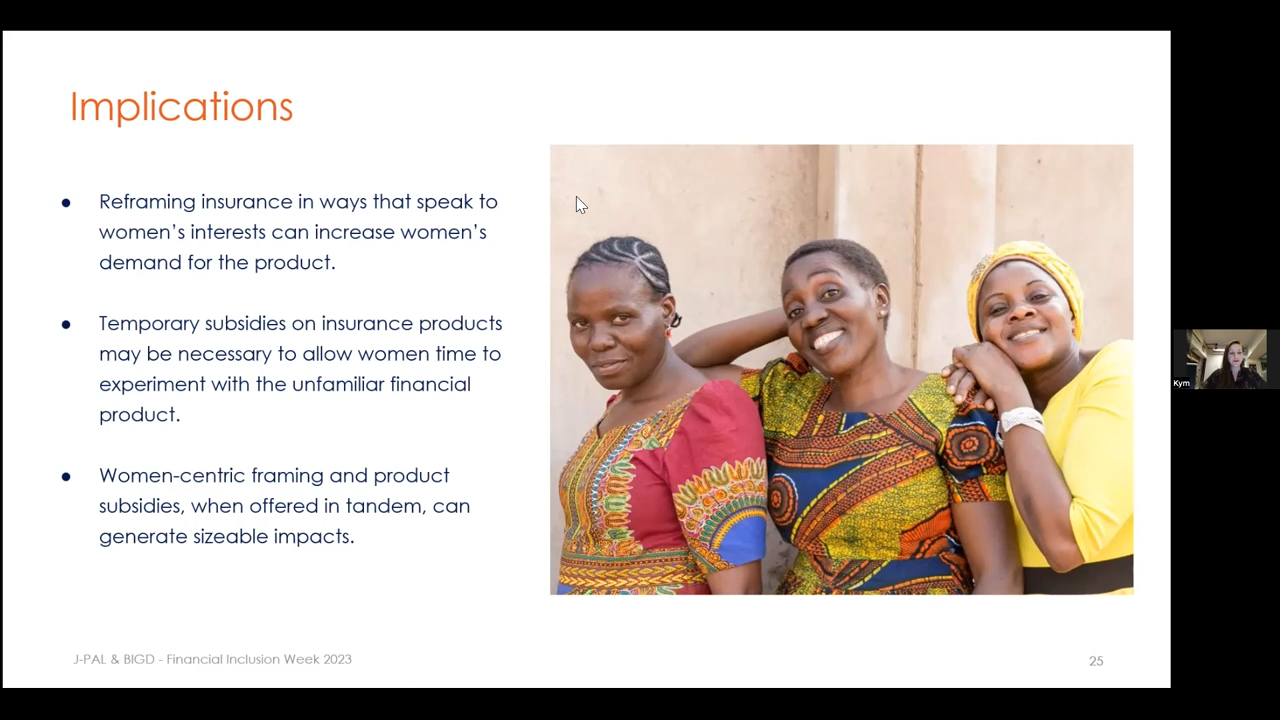 Implications
● Reframing insurance in ways that speak to
women’s interests can increase women’s
demand for the product.
● Temporary subsidies on insurance products
may be necessary to allow women time to
experiment with the unfamiliar financial
product.
● Women-centric framing and product
subsidies, when offered in tandem, can
generate sizeable impacts.
J-PAL & BIGD - Financial Inclusion Week 2023
25
Kym